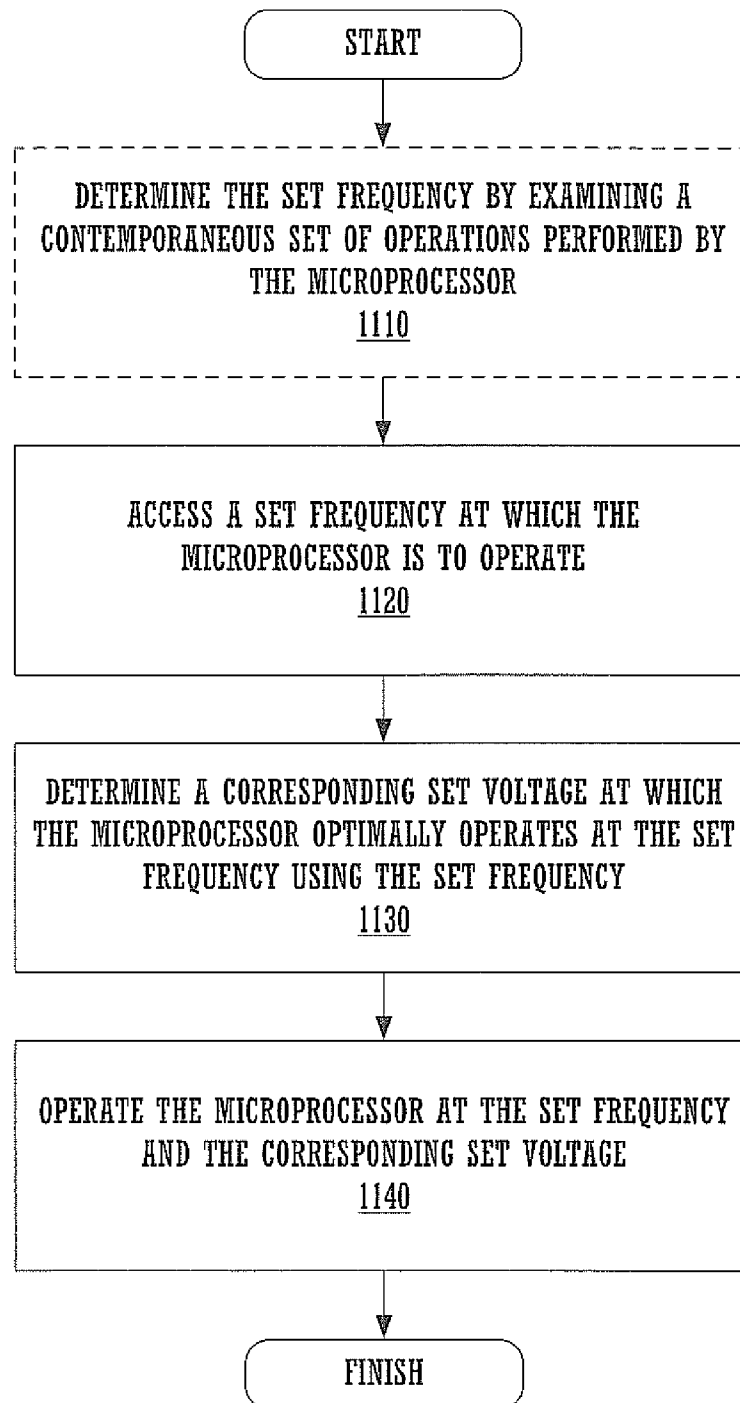 START
DETERMINE THE SET FREQUENCY BY EXAMINING A
CONTEMPORANEOUS SET OF OPERATIONS PERFORMED BY
THE MICROPROCESSOR
1110
ACCESS A SET FREQUENCY AT WHICH THE
MICROPROCESSOR IS TO OPERATE
1120
DETERMINE A CORRESPONDING SET VOLTAGE AT WHICH
THE MICROPROCESSOR OPTIMALLY OPERATES AT THE SET
FREQUENCY USING THE SET FREQUENCY
1130
OPERATE THE MICROPROCESSOR AT THE SET FREQUENCY
AND THE CORRESPONDING SET VOLTAGE
1140
FINISH